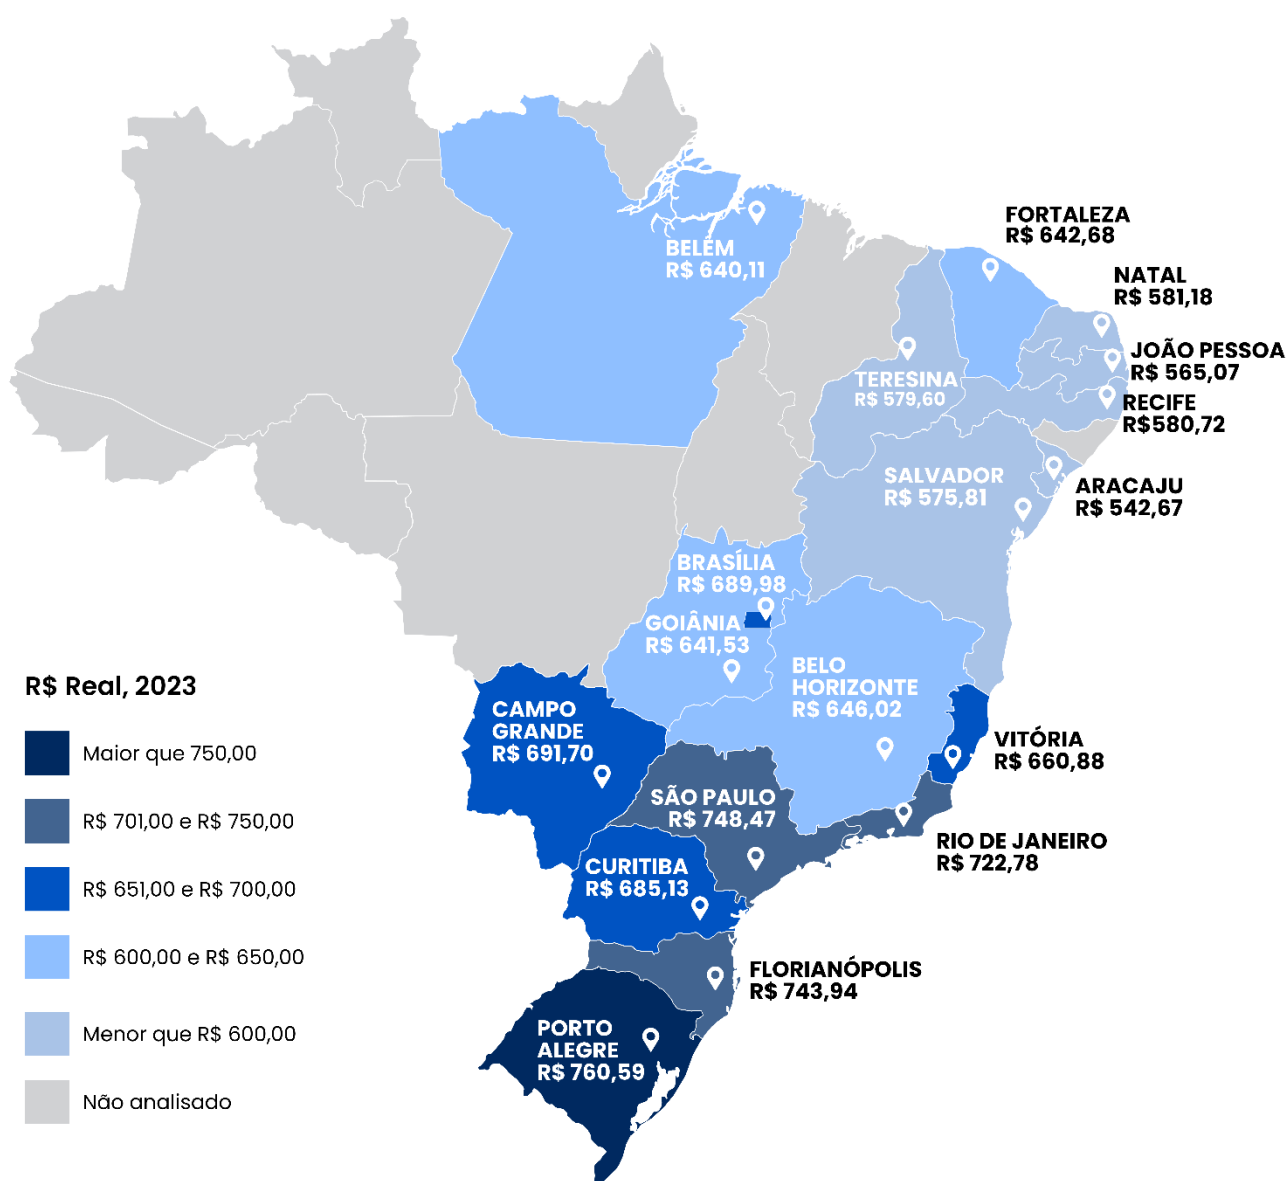 FORTALEZA
R$ 642,68
BELÉM
R$ 640,11
NATAL
R$ 581,18
JOÃO PESSOA
R$ 565,07
TERESINA
R$ 579,60
RECIFE
R$580,72
SALVADOR
R$ 575,81
ARACAJU
R$ 542,67
BRASÍLIA
R$ 689,98
GOIÂNIA
R$ 641,53
BELO
HORIZONTE
R$ 646,02
CAMPO
GRANDE
R$ 691,70
VITÓRIA
R$ 660,88
SÃO PAULO
R$ 748,47
RIO DE JANEIRO
R$ 722,78
CURITIBA
R$ 685,13
FLORIANÓPOLIS
R$ 743,94
PORTO
ALEGRE
R$ 760,59
R$ Real, 2023
Maior que 750,00
R$ 701,00 e R$ 750,00
R$ 651,00 e R$ 700,00
R$ 600,00 e R$ 650,00
Menor que R$ 600,00
Não analisado